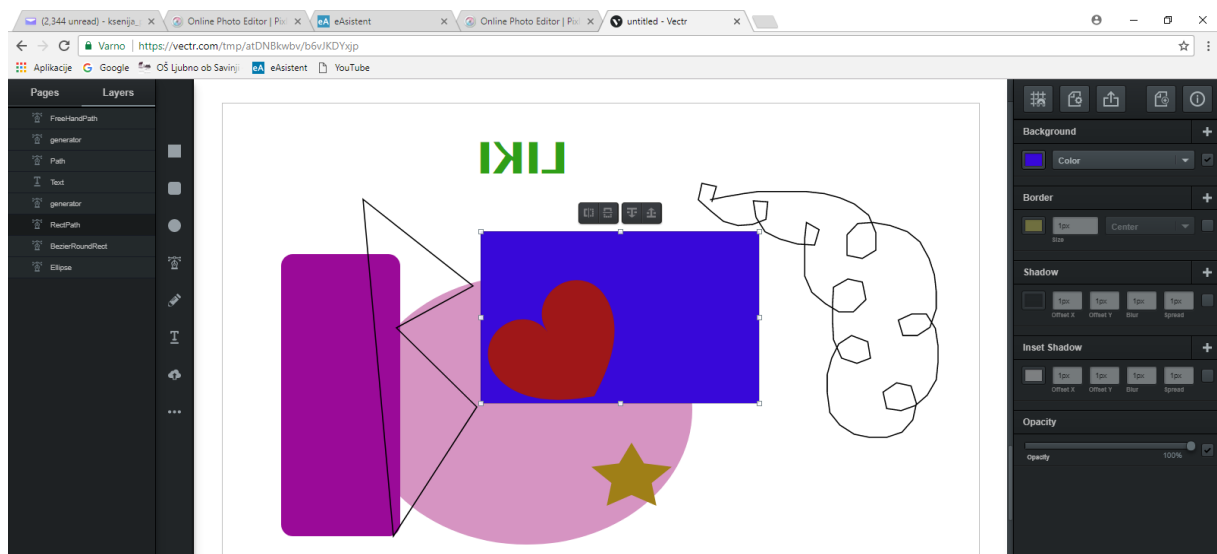 (2,344 unread) - ksenija_
Online Photo Editor | Pix
eAsistent
Online Photo Editor | Pix
untitled - Vectr
Varno | https://vectr.com/tmp/atDNBkwbv/b6vJKDYxjp
Aplikacije Google OŠ Ljubno ob Savinji eAsistent YouTube
Pages Layers
FreeHandPath
generator
Path
Text
generator
RectPath
BezierRoundRect
Ellipse
LIKI
Background
Color
Border
1px Center
Size
Shadow
1px 1px 1px 1px
Offset X Offset Y Blur Spread
Inset Shadow
1px 1px 1px 1px
Offset X Offset Y Blur Spread
Opacity
Opacity 100%